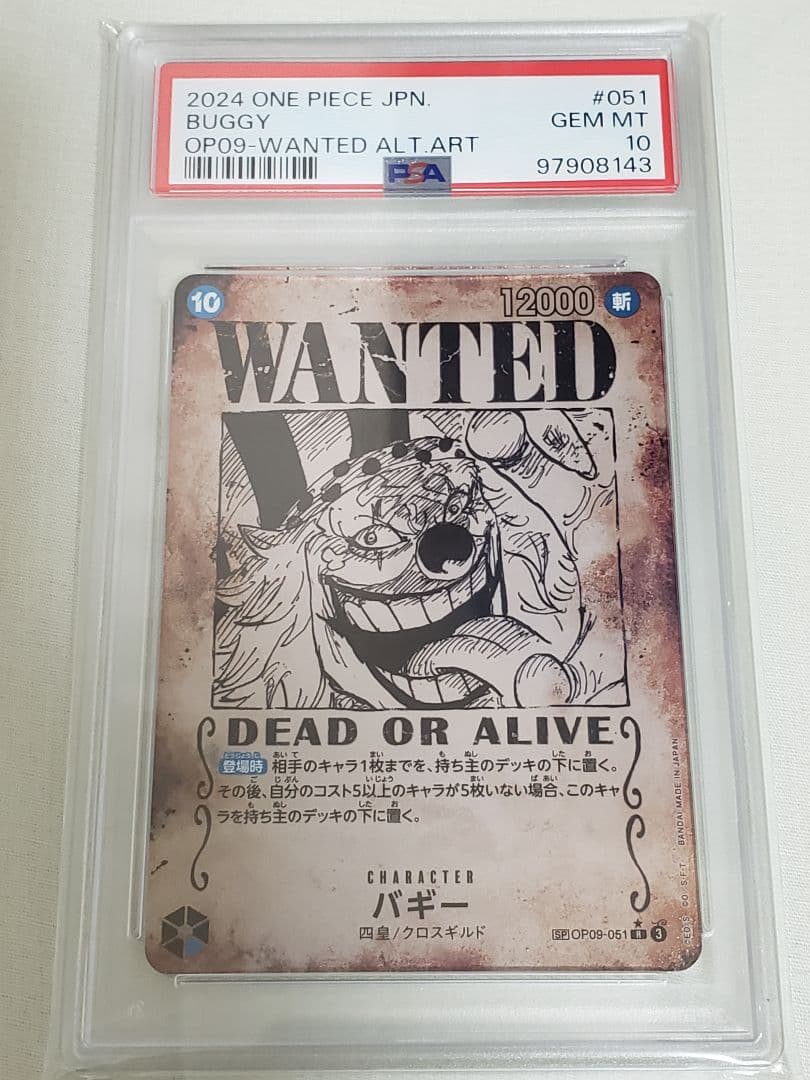 2024 ONE PIECE JPN. #051
BUGGY GEM MT
OP09-WANTED ALT.ART 10
PSA 97908143
10 12000 斬
WANTED
DEAD OR ALIVE
登場時 相手のキャラ1枚までを、持ち主のデッキの下に置く。
その後、自分のコスト5以上のキャラが5枚いない場合、このキャ
ラを持ち主のデッキの下に置く。
CHARACTER
バギー
四皇/クロスギルド
SP OP09-051 R 3
BANDAI MADE IN JAPAN